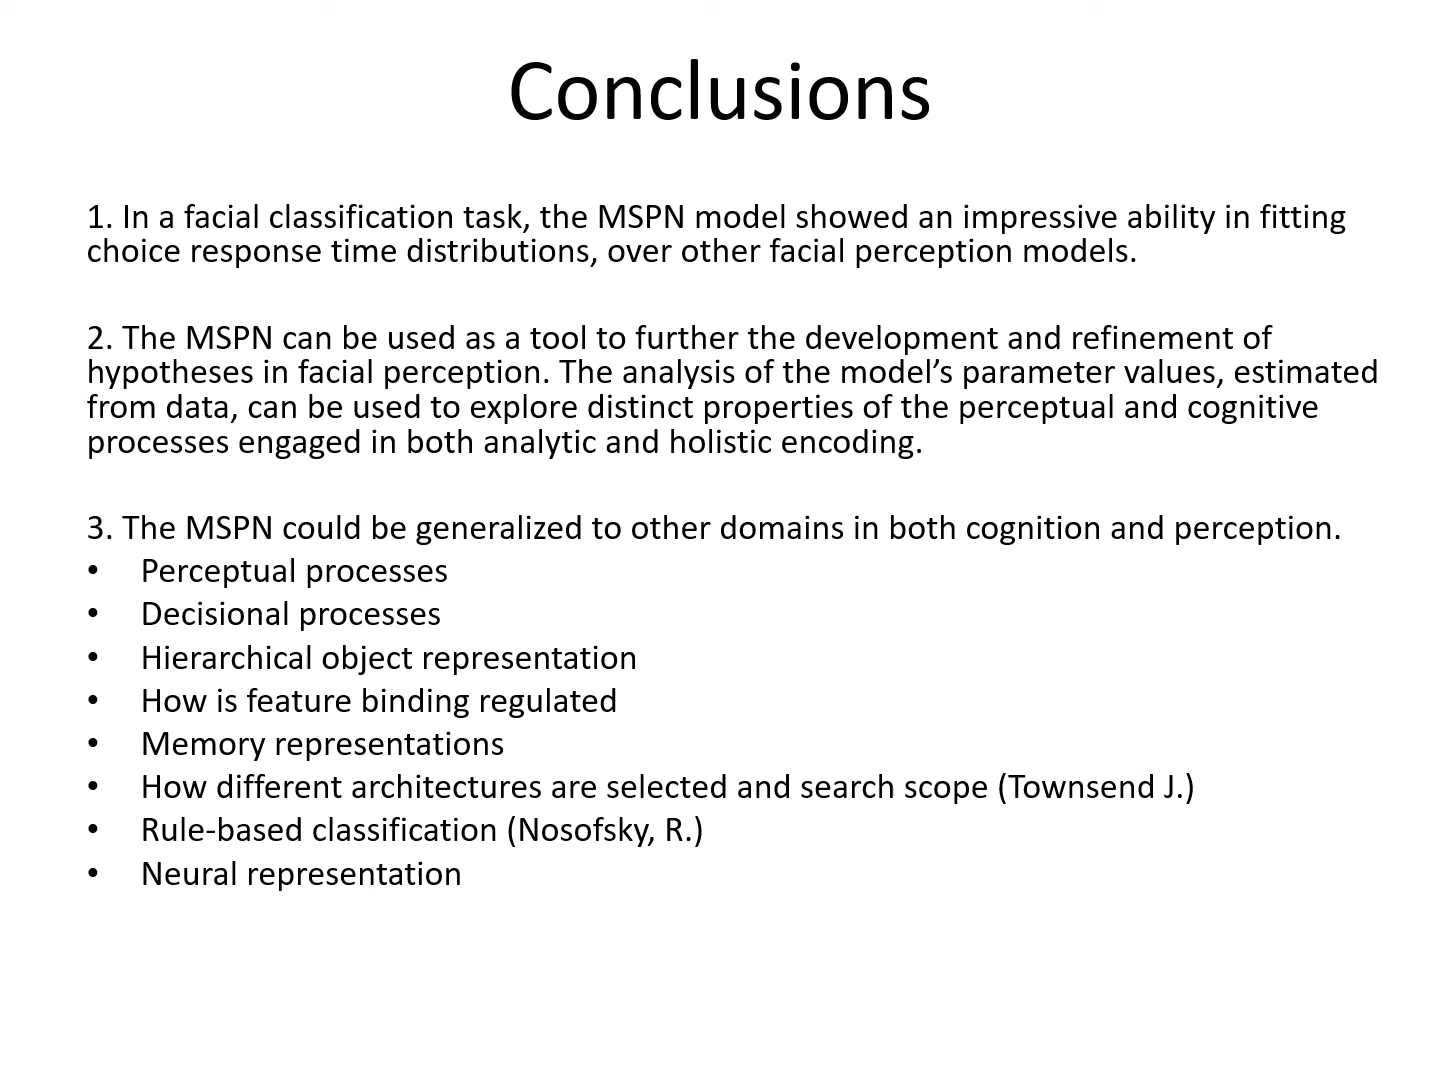 Conclusions
1. In a facial classification task, the MSPN model showed an impressive ability in fitting
choice response time distributions, over other facial perception models.
2. The MSPN can be used as a tool to further the development and refinement of
hypotheses in facial perception. The analysis of the model’s parameter values, estimated
from data, can be used to explore distinct properties of the perceptual and cognitive
processes engaged in both analytic and holistic encoding.
3. The MSPN could be generalized to other domains in both cognition and perception.
• Perceptual processes
• Decisional processes
• Hierarchical object representation
• How is feature binding regulated
• Memory representations
• How different architectures are selected and search scope (Townsend J.)
• Rule-based classification (Nosofsky, R.)
• Neural representation